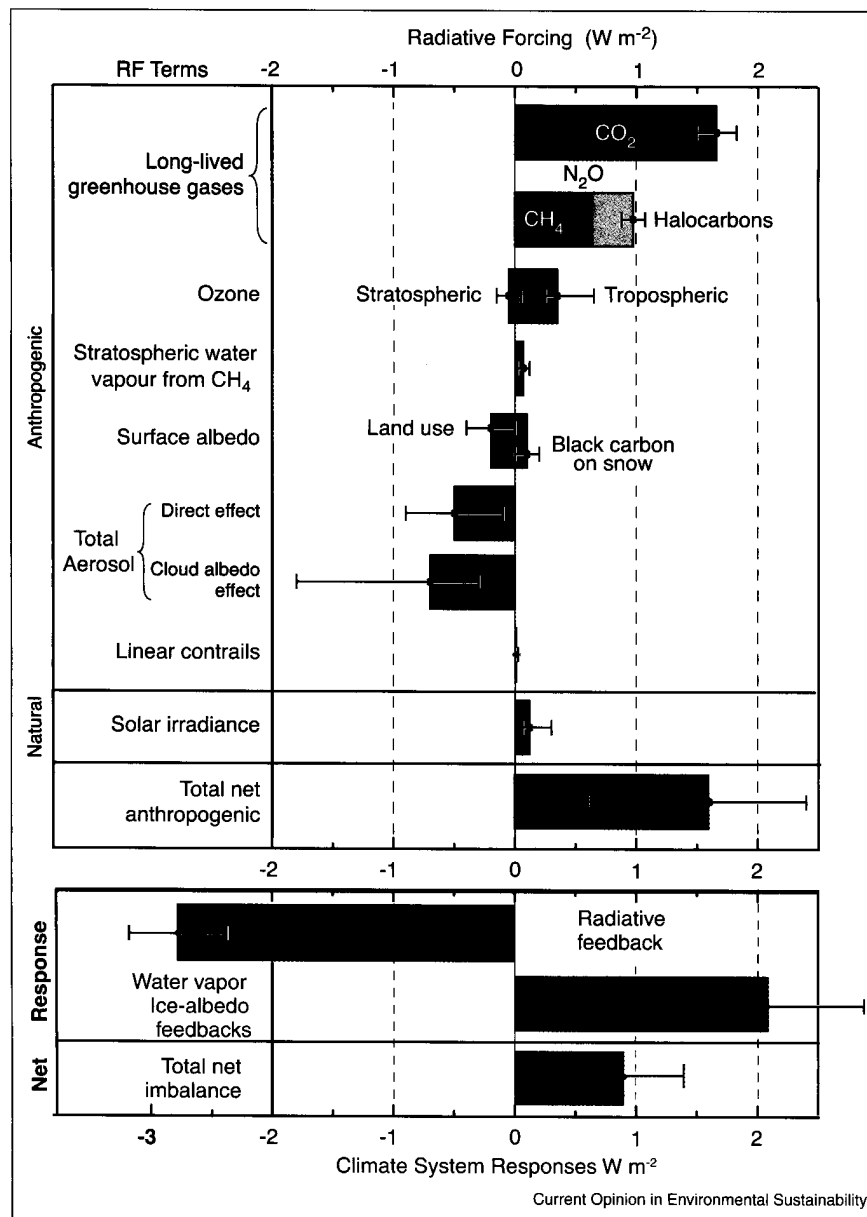 Radiative Forcing (W m-2)
RF Terms
-2 -1 0 1 2
Anthropogenic
Long-lived
greenhouse gases
CO2
N2O
CH4
Halocarbons
Ozone
Stratospheric
Tropospheric
Stratospheric water
vapour from CH4
Surface albedo
Land use
Black carbon
on snow
Total
Aerosol
Direct effect
Cloud albedo
effect
Linear contrails
Natural
Solar irradiance
Total net
anthropogenic
-2 -1 0 1 2
Response
Radiative
feedback
Water vapor
Ice-albedo
feedbacks
Net
Total net
imbalance
-3 -2 -1 0 1 2
Climate System Responses W m-2
Current Opinion in Environmental Sustainability